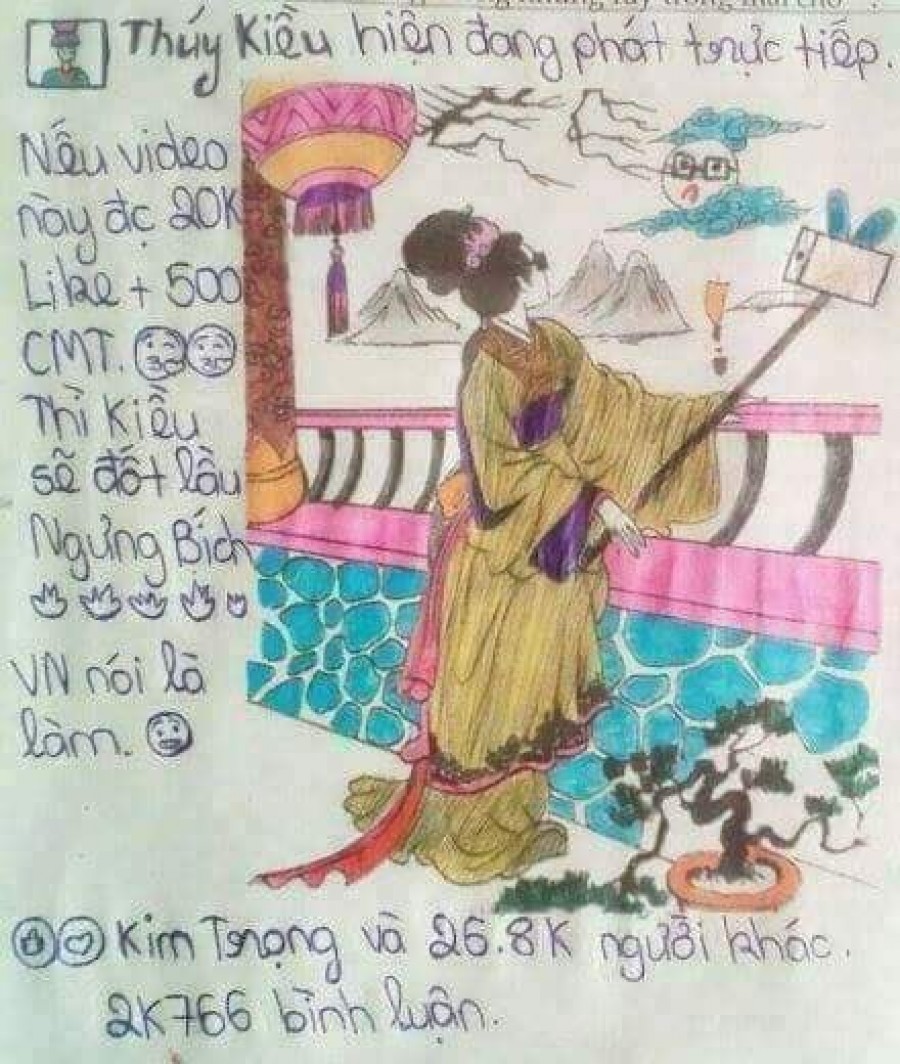 Thúy Kiều hiện đang phát trực tiếp.
Nếu video
này đc 20K
Like + 500
CMT.
Thì Kiều
sẽ đốt lầu
Ngưng Bích
VN nói là
làm.
Kim Trọng và 26.8K người khác.
2K766 bình luận.